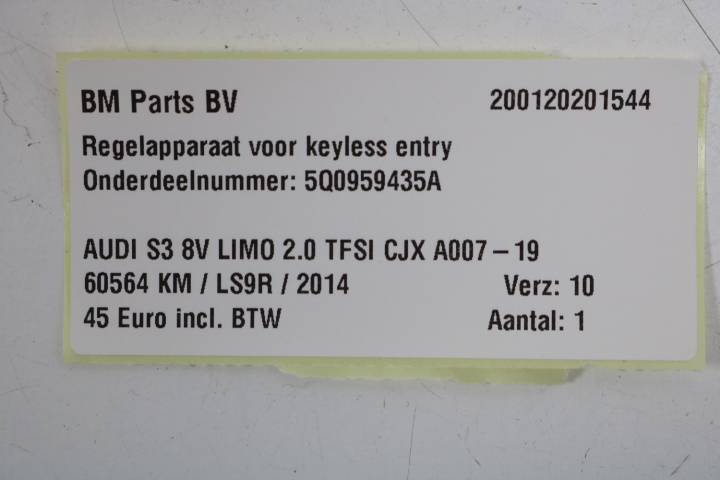 BM Parts BV 200120201544
Regelapparaat voor keyless entry
Onderdeelnummer: 5Q0959435A
AUDI S3 8V LIMO 2.0 TFSI CJX A007 – 19
60564 KM / LS9R / 2014 Verz: 10
45 Euro incl. BTW Aantal: 1